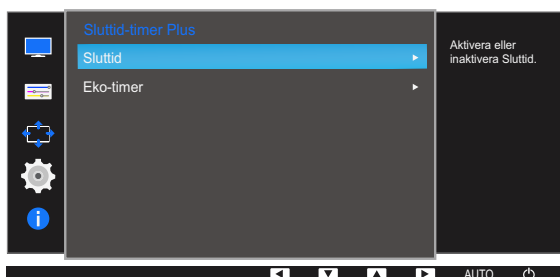 Sluttid-timer Plus
Sluttid
Eko-timer
Aktivera eller
inaktivera Sluttid.
AUTO